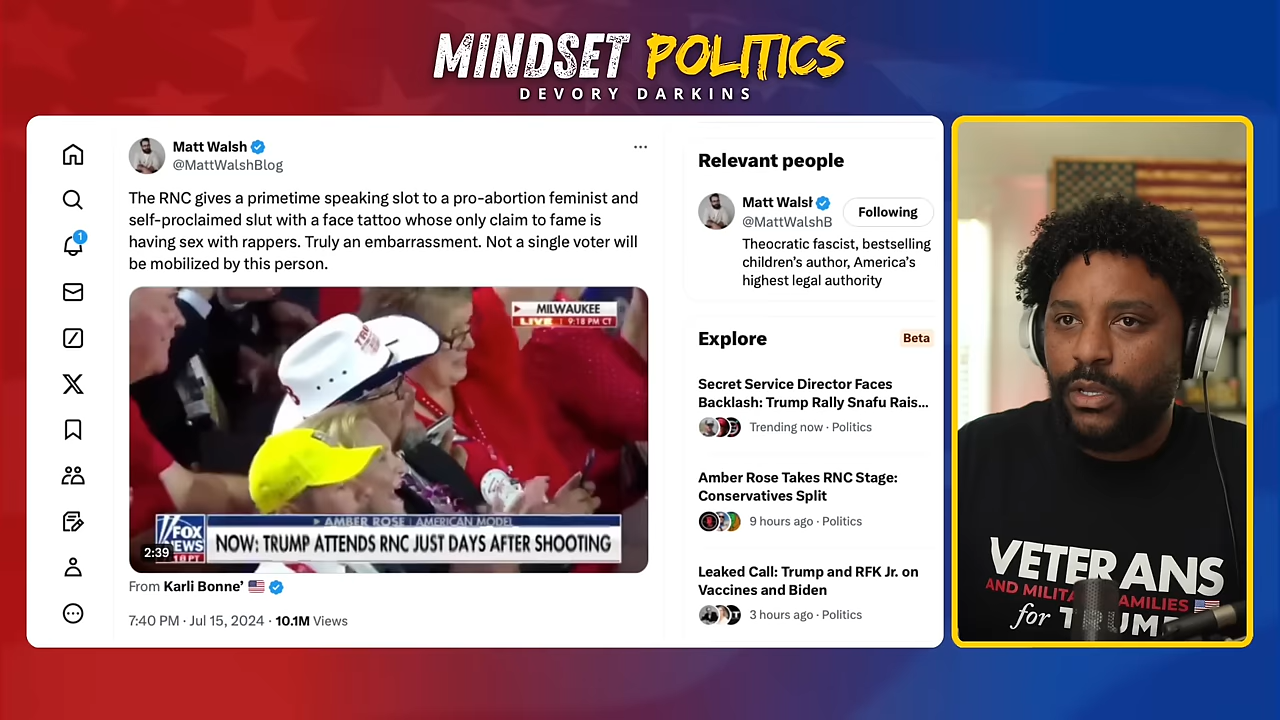 MINDSET POLITICS
DEVORY DARKINS
Matt Walsh
@MattWalshBlog
The RNC gives a primetime speaking slot to a pro-abortion feminist and
self-proclaimed slut with a face tattoo whose only claim to fame is
having sex with rappers. Truly an embarrassment. Not a single voter will
be mobilized by this person.
MILWAUKEE
LIVE 9:18 PM CT
AMBER ROSE | AMERICAN MODEL
FOX
NEWS
NOW: TRUMP ATTENDS RNC JUST DAYS AFTER SHOOTING
2:39
From Karli Bonne’
7:40 PM · Jul 15, 2024 · 10.1M Views
1
Relevant people
Matt Walsh
@MattWalshB
Following
Theocratic fascist, bestselling
children’s author, America’s
highest legal authority
Explore
Beta
Secret Service Director Faces
Backlash: Trump Rally Snafu Rais...
Trending now · Politics
Amber Rose Takes RNC Stage:
Conservatives Split
9 hours ago · Politics
Leaked Call: Trump and RFK Jr. on
Vaccines and Biden
3 hours ago · Politics
VETERANS
AND MILITARY FAMILIES
for TRUMP